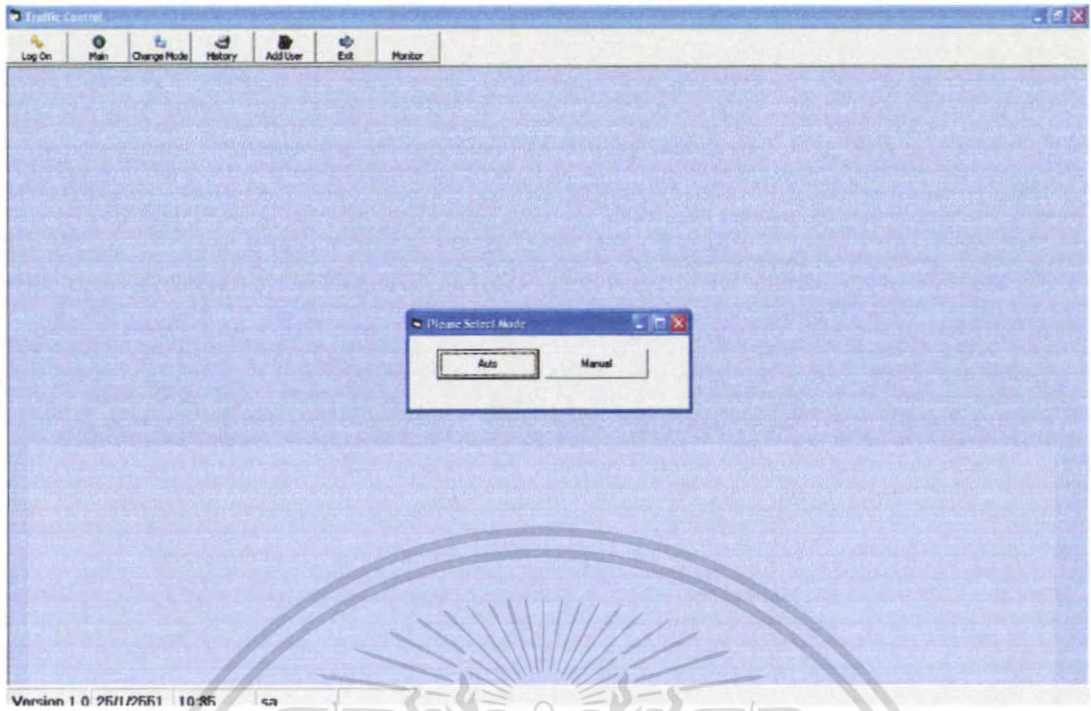 Traffic Control
Log On Main Change Mode History Add User Exit Monitor
Please Select Mode
Auto Manual
Version 1.0 25/1/2551 10:35 sa